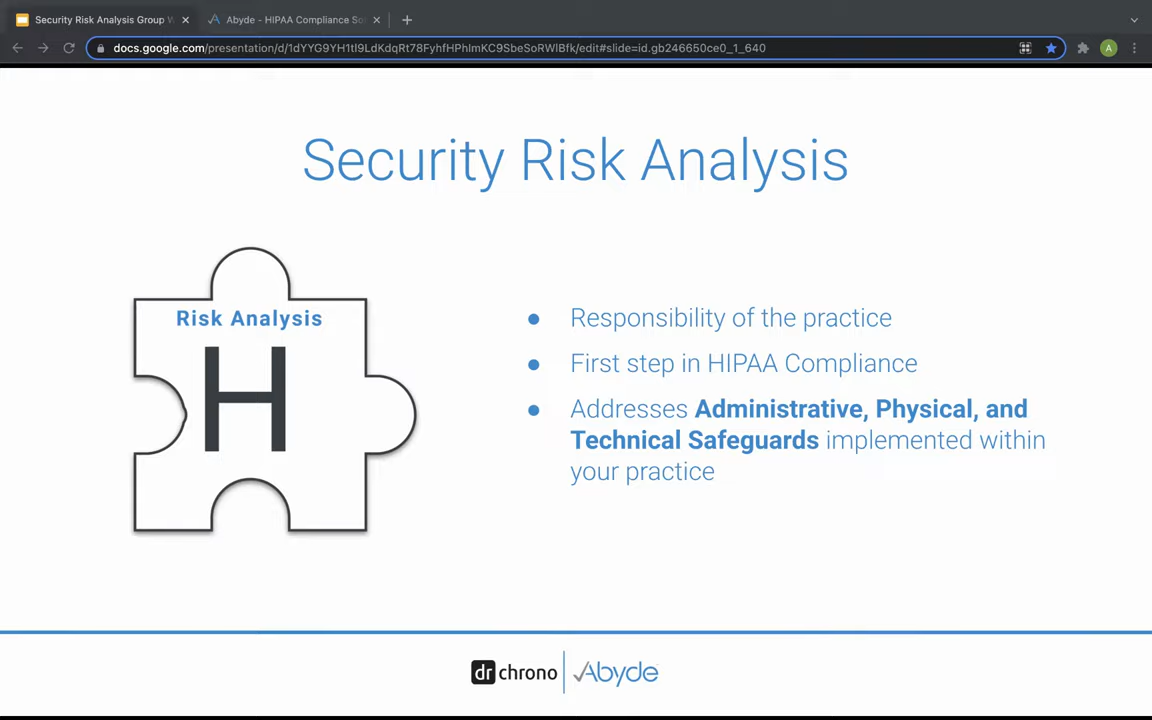 Security Risk Analysis Group
Abyde - HIPAA Compliance So
docs.google.com/presentation/d/1dYYG9YH1tl9LdKdqRt78FyhfHPhImKC9SbeSoRWlBfk/edit#slide=id.gb246650ce0_1_640
A
Security Risk Analysis
Risk Analysis
H
● Responsibility of the practice
● First step in HIPAA Compliance
● Addresses Administrative, Physical, and
Technical Safeguards implemented within
your practice
dr chrono
Abyde